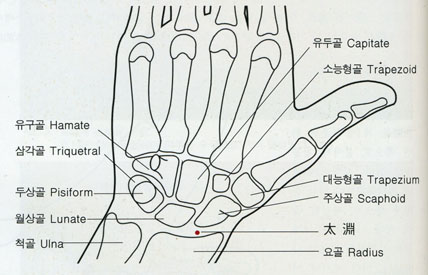 유두골 Capitate
소능형골 Trapezoid
유구골 Hamate
삼각골 Triquetral
두상골 Pisiform
월상골 Lunate
척골 Ulna
대능형골 Trapezium
주상골 Scaphoid
太 淵
요골 Radius